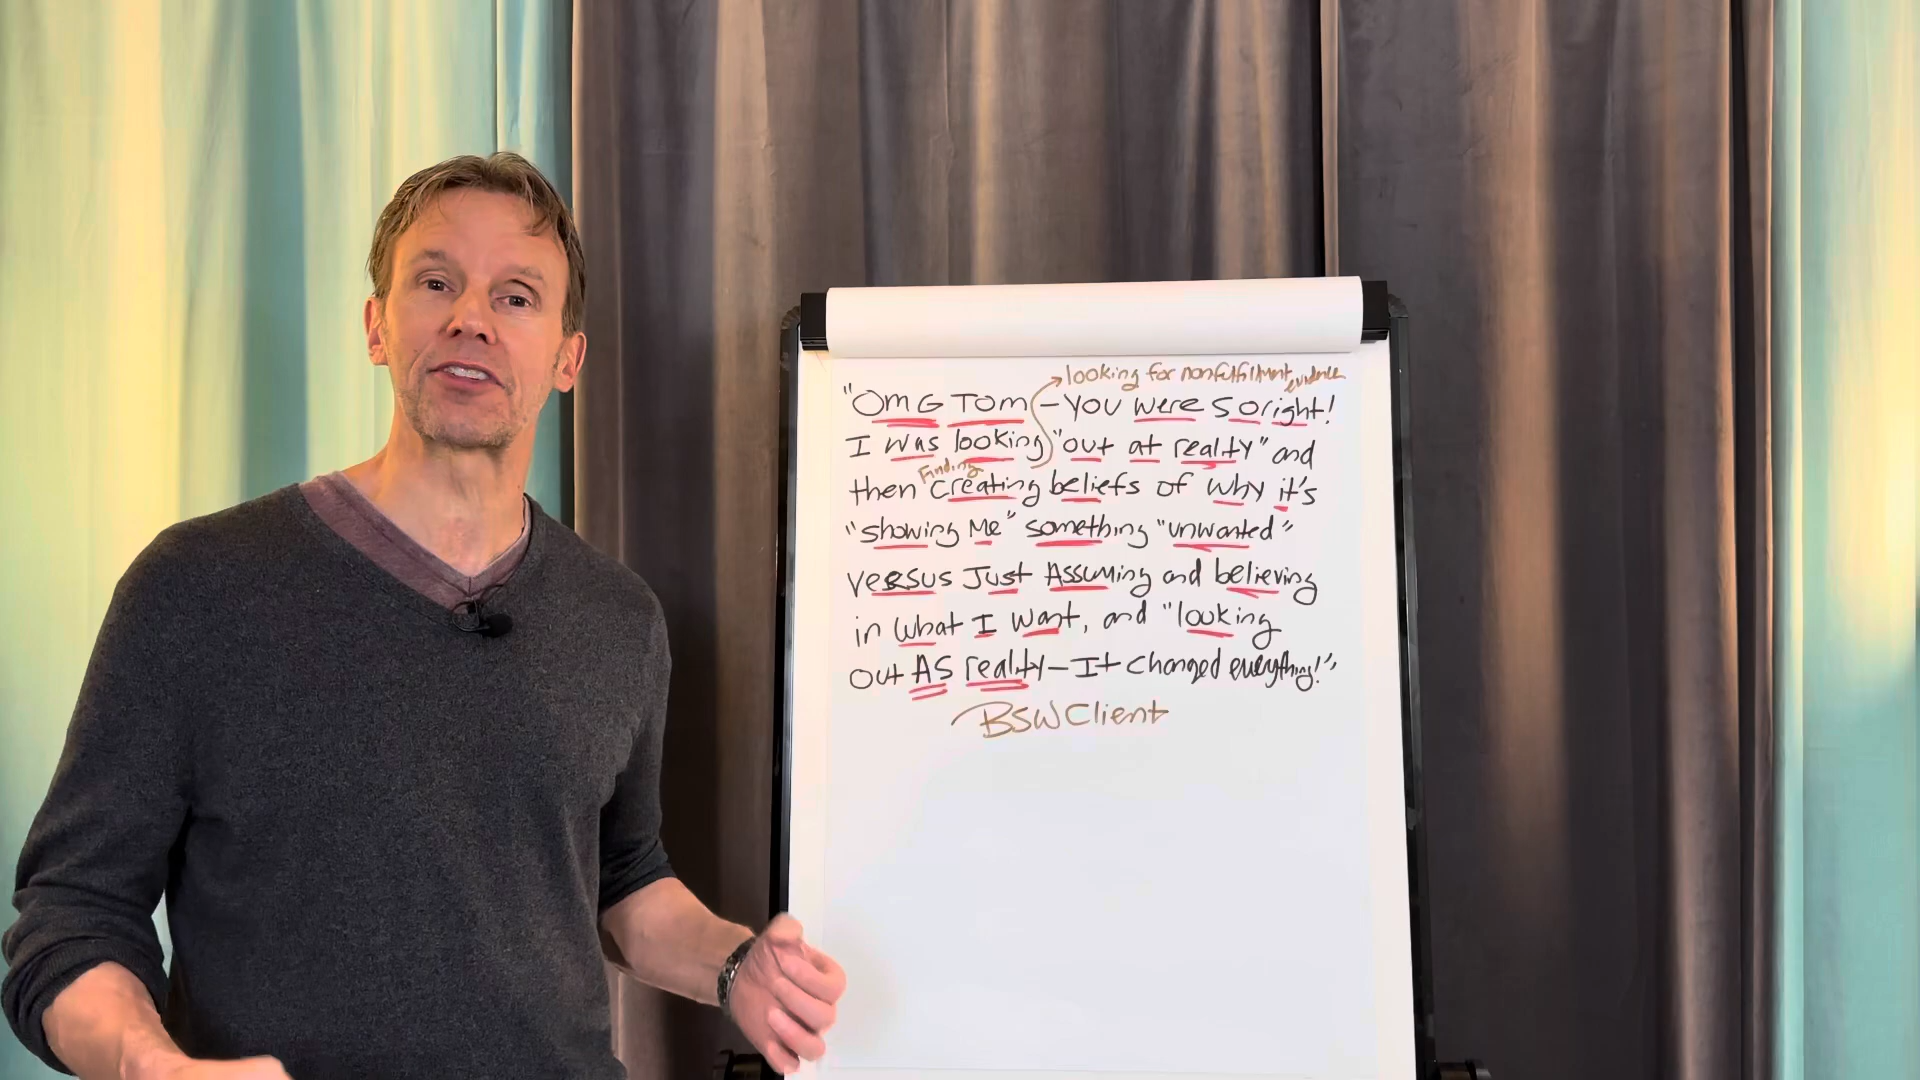 looking for nonfulfillment evidence
"OMG TOM – YOU were SO right!
I was looking "out at reality" and
Finding
then creating beliefs of why it's
"showing Me" something "unwanted"
versus Just Assuming and believing
in what I want, and "looking
out AS reality – It changed everything!"
BSW Client